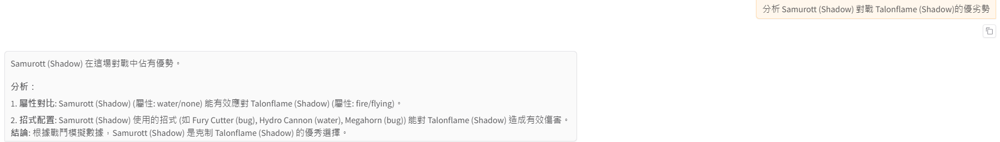 分析 Samurott (Shadow) 對戰 Talonflame (Shadow)的優劣勢
Samurott (Shadow) 在這場對戰中佔有優勢。
分析：
1. 屬性對比: Samurott (Shadow) (屬性: water/none) 能有效應對 Talonflame (Shadow) (屬性: fire/flying)。
2. 招式配置: Samurott (Shadow) 使用的招式 (如 Fury Cutter (bug), Hydro Cannon (water), Megahorn (bug)) 能對 Talonflame (Shadow) 造成有效傷害。
結論: 根據戰鬥模擬數據，Samurott (Shadow) 是克制 Talonflame (Shadow) 的優秀選擇。